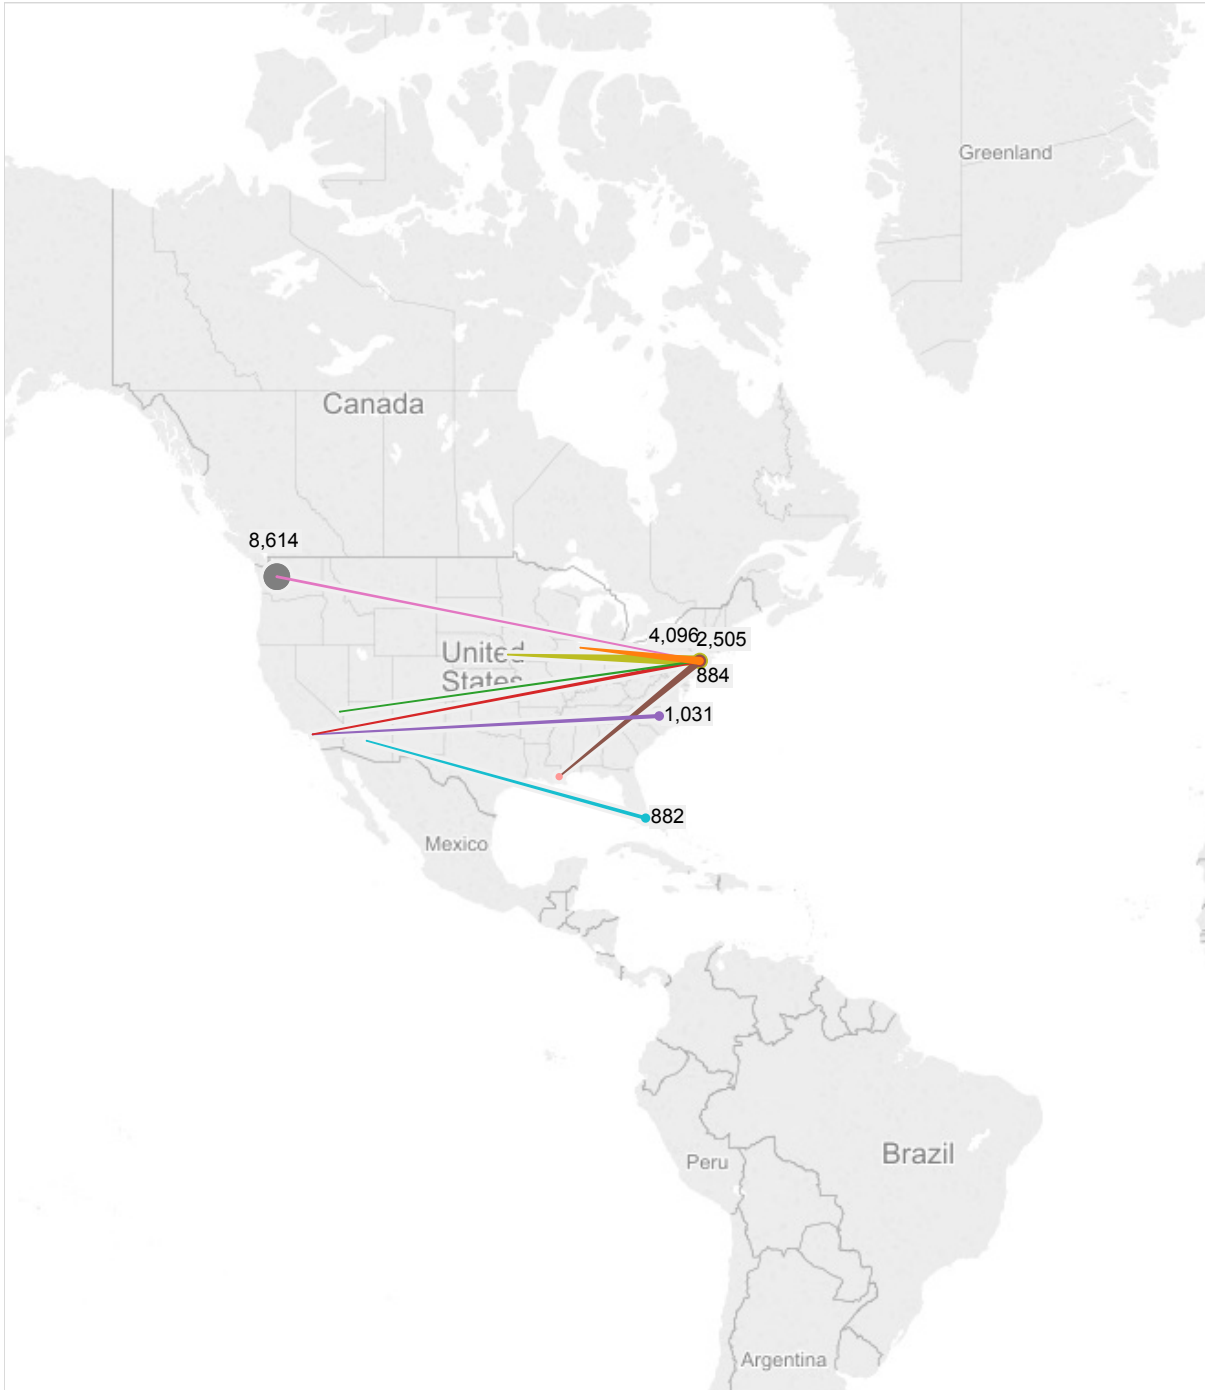 Greenland
Canada
8,614
4,096
2,505
United
States
884
1,031
882
Mexico
Brazil
Peru
Argentina